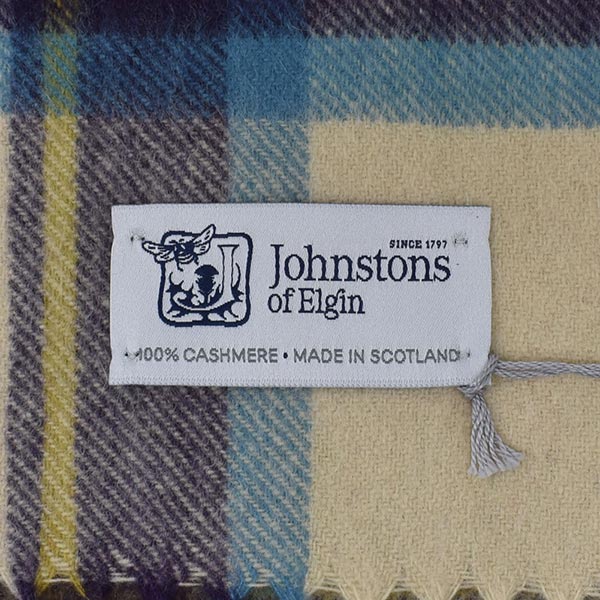 SINCE 1797
Johnstons
of Elgin
100% CASHMERE • MADE IN SCOTLAND